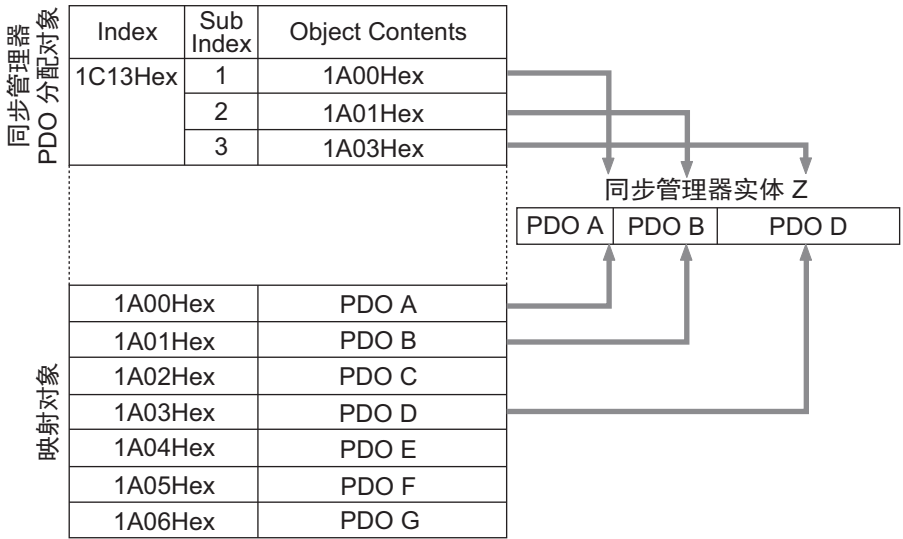 同步管理器
PDO 分配对象
Index Sub Index Object Contents
1C13Hex 1 1A00Hex
2 1A01Hex
3 1A03Hex
同步管理器实体 Z
PDO A PDO B PDO D
映射对象
1A00Hex PDO A
1A01Hex PDO B
1A02Hex PDO C
1A03Hex PDO D
1A04Hex PDO E
1A05Hex PDO F
1A06Hex PDO G